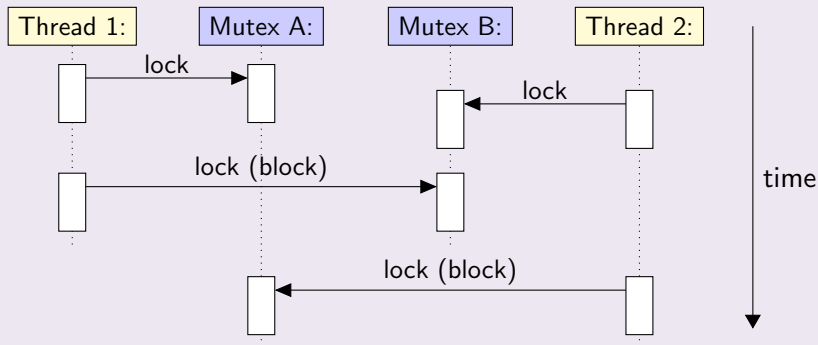 Thread 1:
Mutex A:
Mutex B:
Thread 2:
lock
lock
lock (block)
time
lock (block)